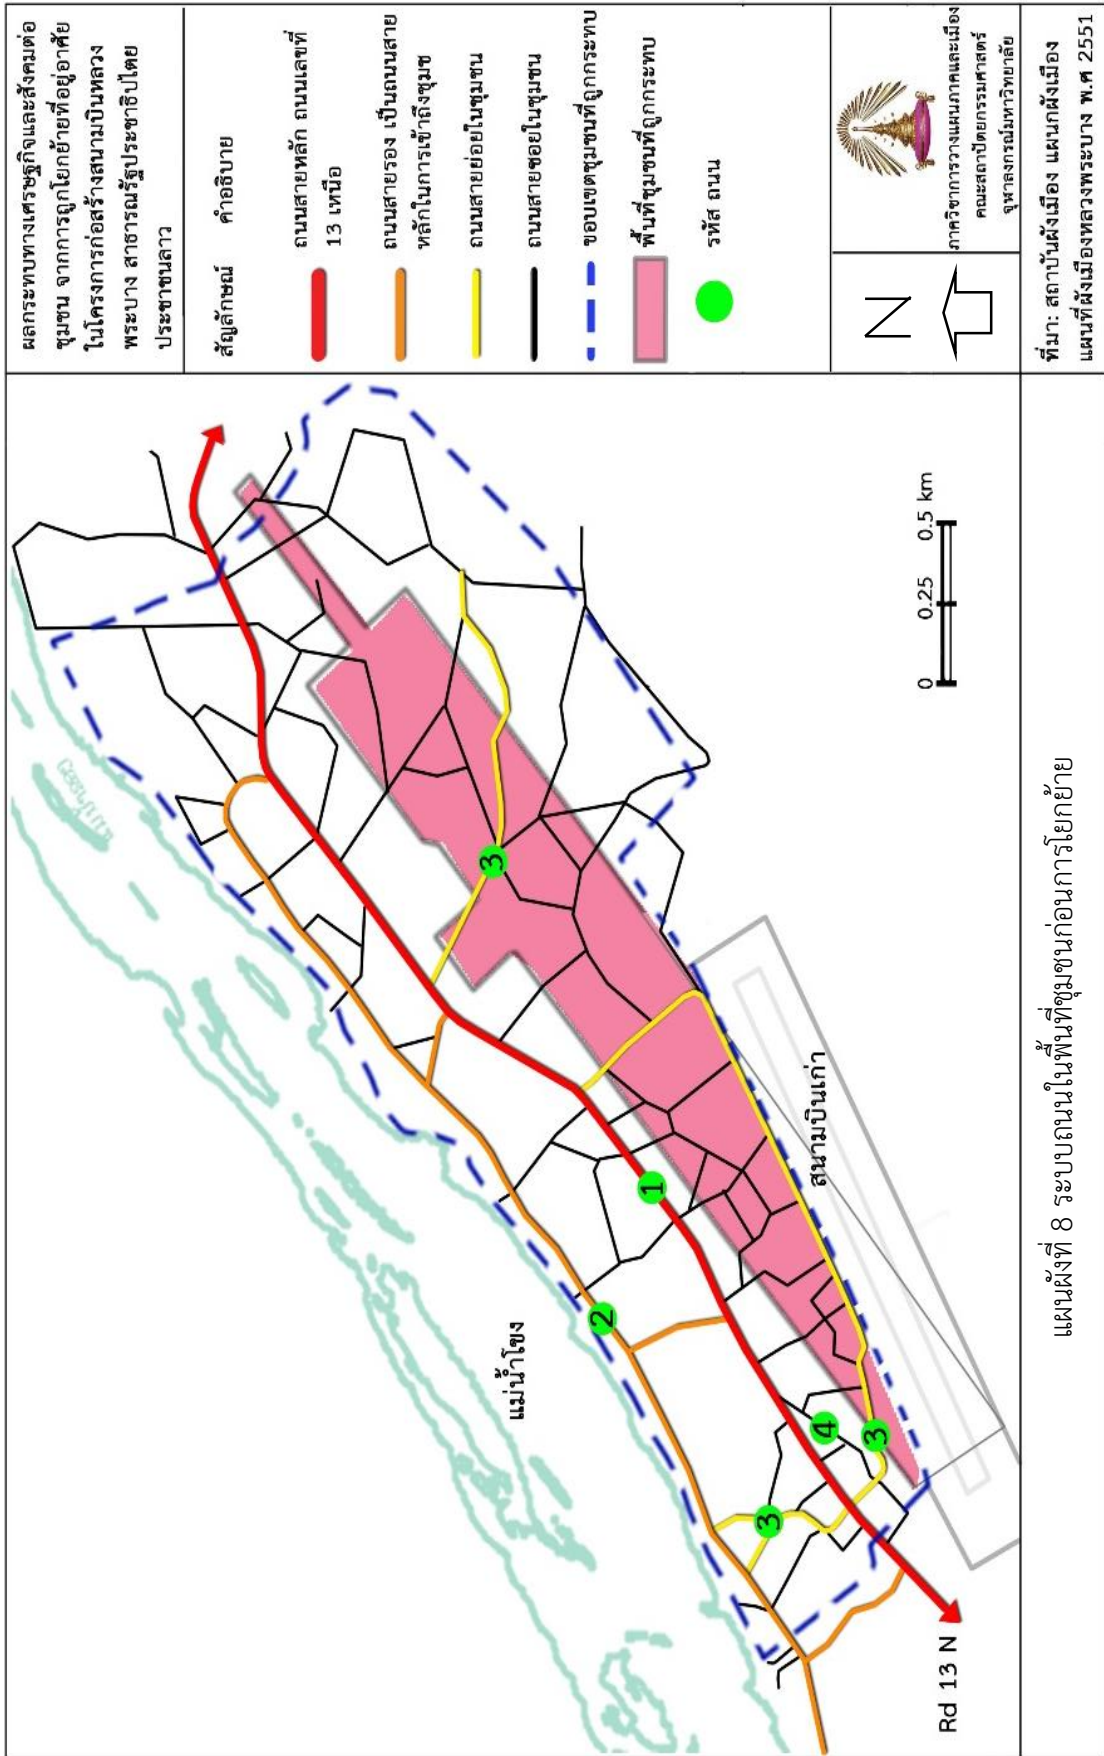 ผลกระทบทางเศรษฐกิจและสังคมต่อ
ชุมชน จากการถูกโยกย้ายที่อยู่อาศัย
ในโครงการก่อสร้างสนามบินหลวง
พระบาง สาธารณรัฐประชาธิปไตย
ประชาชนลาว
สัญลักษณ์ คำอธิบาย
ถนนสายหลัก ถนนเลขที่
13 เหนือ
ถนนสายรอง เป็นถนนสาย
หลักในการเข้าถึงชุมช
ถนนสายย่อยในชุมชน
ถนนสายซอยในชุมชน
ขอบเขตชุมชนที่ถูกกระทบ
พื้นที่ชุมชนที่ถูกกระทบ
รหัส ถนน
N
ภาควิชาการวางแผนภาคและเมือง
คณะสถาปัตยกรรมศาสตร์
จุฬาลงกรณ์มหาวิทยาลัย
ที่มา: สถาบันผังเมือง แผนกผังเมือง
แผนที่ผังเมืองหลวงพระบาง พ.ศ 2551
แม่น้ำโขง
สนามบินเก่า
Rd 13 N
1
2
3
3
3
4
0 0.25 0.5 km
แผนผังที่ 8 ระบบถนนในพื้นที่ชุมชนก่อนการโยกย้าย